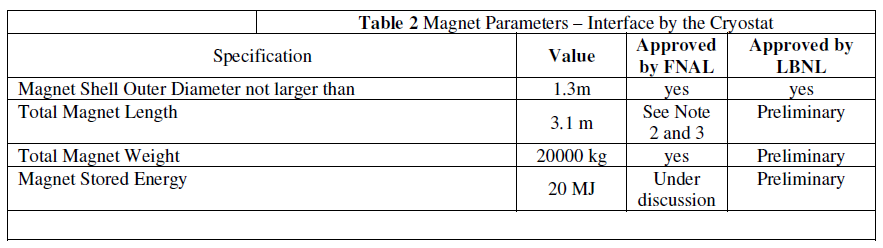 Table 2 Magnet Parameters – Interface by the Cryostat
Specification Value Approved by FNAL Approved by LBNL
Magnet Shell Outer Diameter not larger than 1.3m yes yes
Total Magnet Length 3.1 m See Note 2 and 3 Preliminary
Total Magnet Weight 20000 kg yes Preliminary
Magnet Stored Energy 20 MJ Under discussion Preliminary